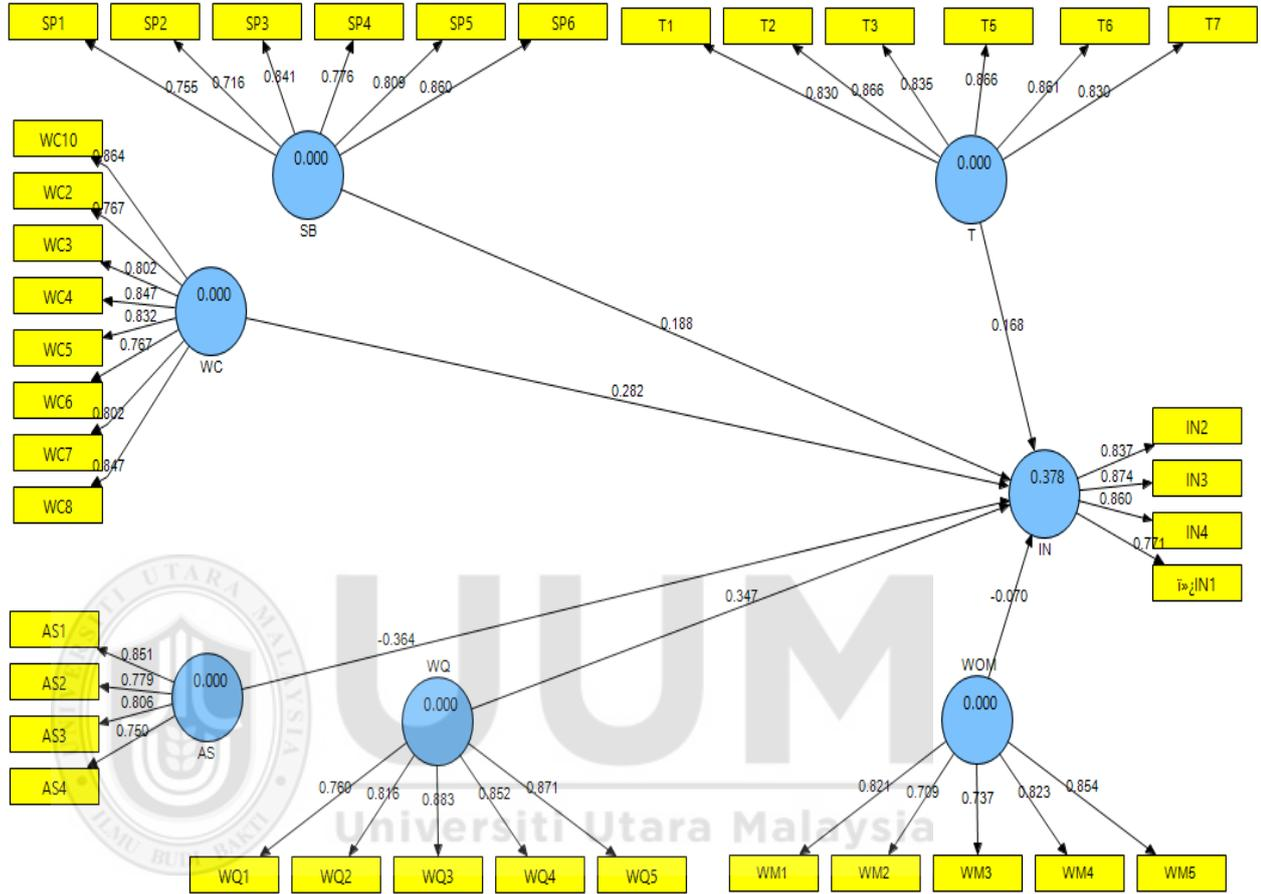 SP1 SP2 SP3 SP4 SP5 SP6 T1 T2 T3 T5 T6 T7
0.755 0.716 0.841 0.776 0.809 0.860 0.830 0.866 0.835 0.866 0.861 0.830
0.000
SB
0.000
T
WC10
WC2
WC3
WC4
WC5
WC6
WC7
WC8
0.864
0.767
0.802
0.847
0.832
0.767
0.802
0.847
0.000
WC
0.188
0.168
0.282
0.378
IN
0.837
0.874
0.860
0.771
IN2
IN3
IN4
ï»¿IN1
AS1
AS2
AS3
AS4
0.851
0.779
0.806
0.750
0.000
AS
-0.364
0.347
-0.070
WQ
0.000
WOM
0.000
0.760 0.816 0.883 0.852 0.871
0.821 0.709 0.737 0.823 0.854
WQ1 WQ2 WQ3 WQ4 WQ5
WM1 WM2 WM3 WM4 WM5
UNIVERSITI UTARA MALAYSIA
ILMU BUDI BAKTI
UUM
Universiti Utara Malaysia